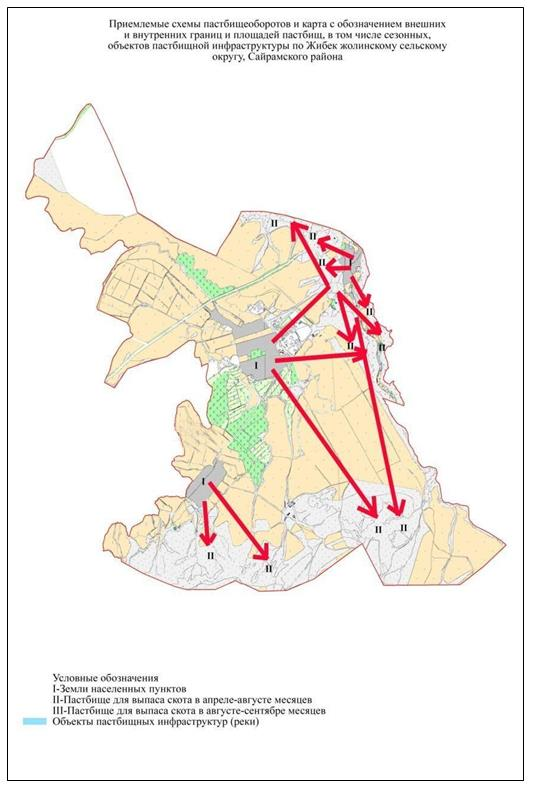 Приемлемые схемы пастбищеоборотов и карта с обозначением внешних
и внутренних границ и площадей пастбищ, в том числе сезонных,
объектов пастбищной инфраструктуры по Жибек жолинскому сельскому
округу, Сайрамского района
II
II
II
I
II
II
II
I
I
II
II
II
II
Условные обозначения
I-Земли населенных пунктов
II-Пастбище для выпаса скота в апреле-августе месяцев
III-Пастбище для выпаса скота в августе-сентябре месяцев
Объекты пастбищных инфраструктур (реки)